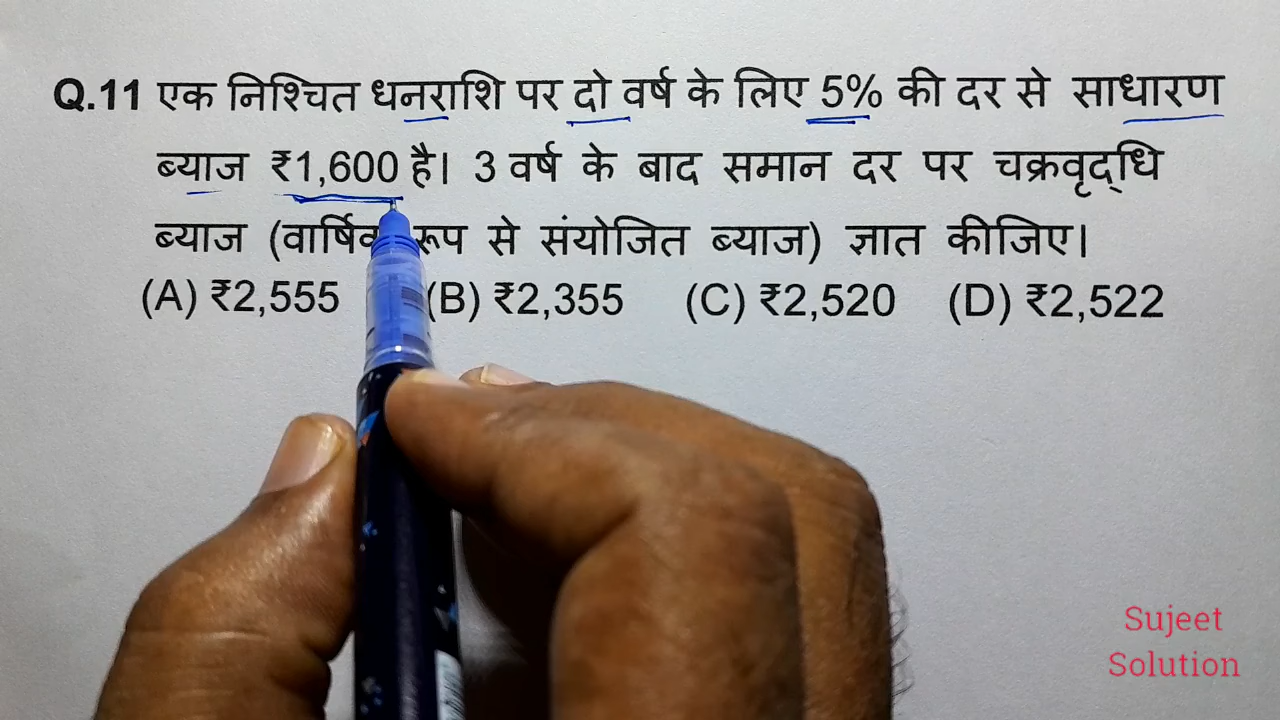 Q.11 एक निश्चित धनराशि पर दो वर्ष के लिए 5% की दर से साधारण
ब्याज ₹1,600 है। 3 वर्ष के बाद समान दर पर चक्रवृद्धि
ब्याज (वार्षिक रूप से संयोजित ब्याज) ज्ञात कीजिए।
(A) ₹2,555 (B) ₹2,355 (C) ₹2,520 (D) ₹2,522
Sujeet
Solution